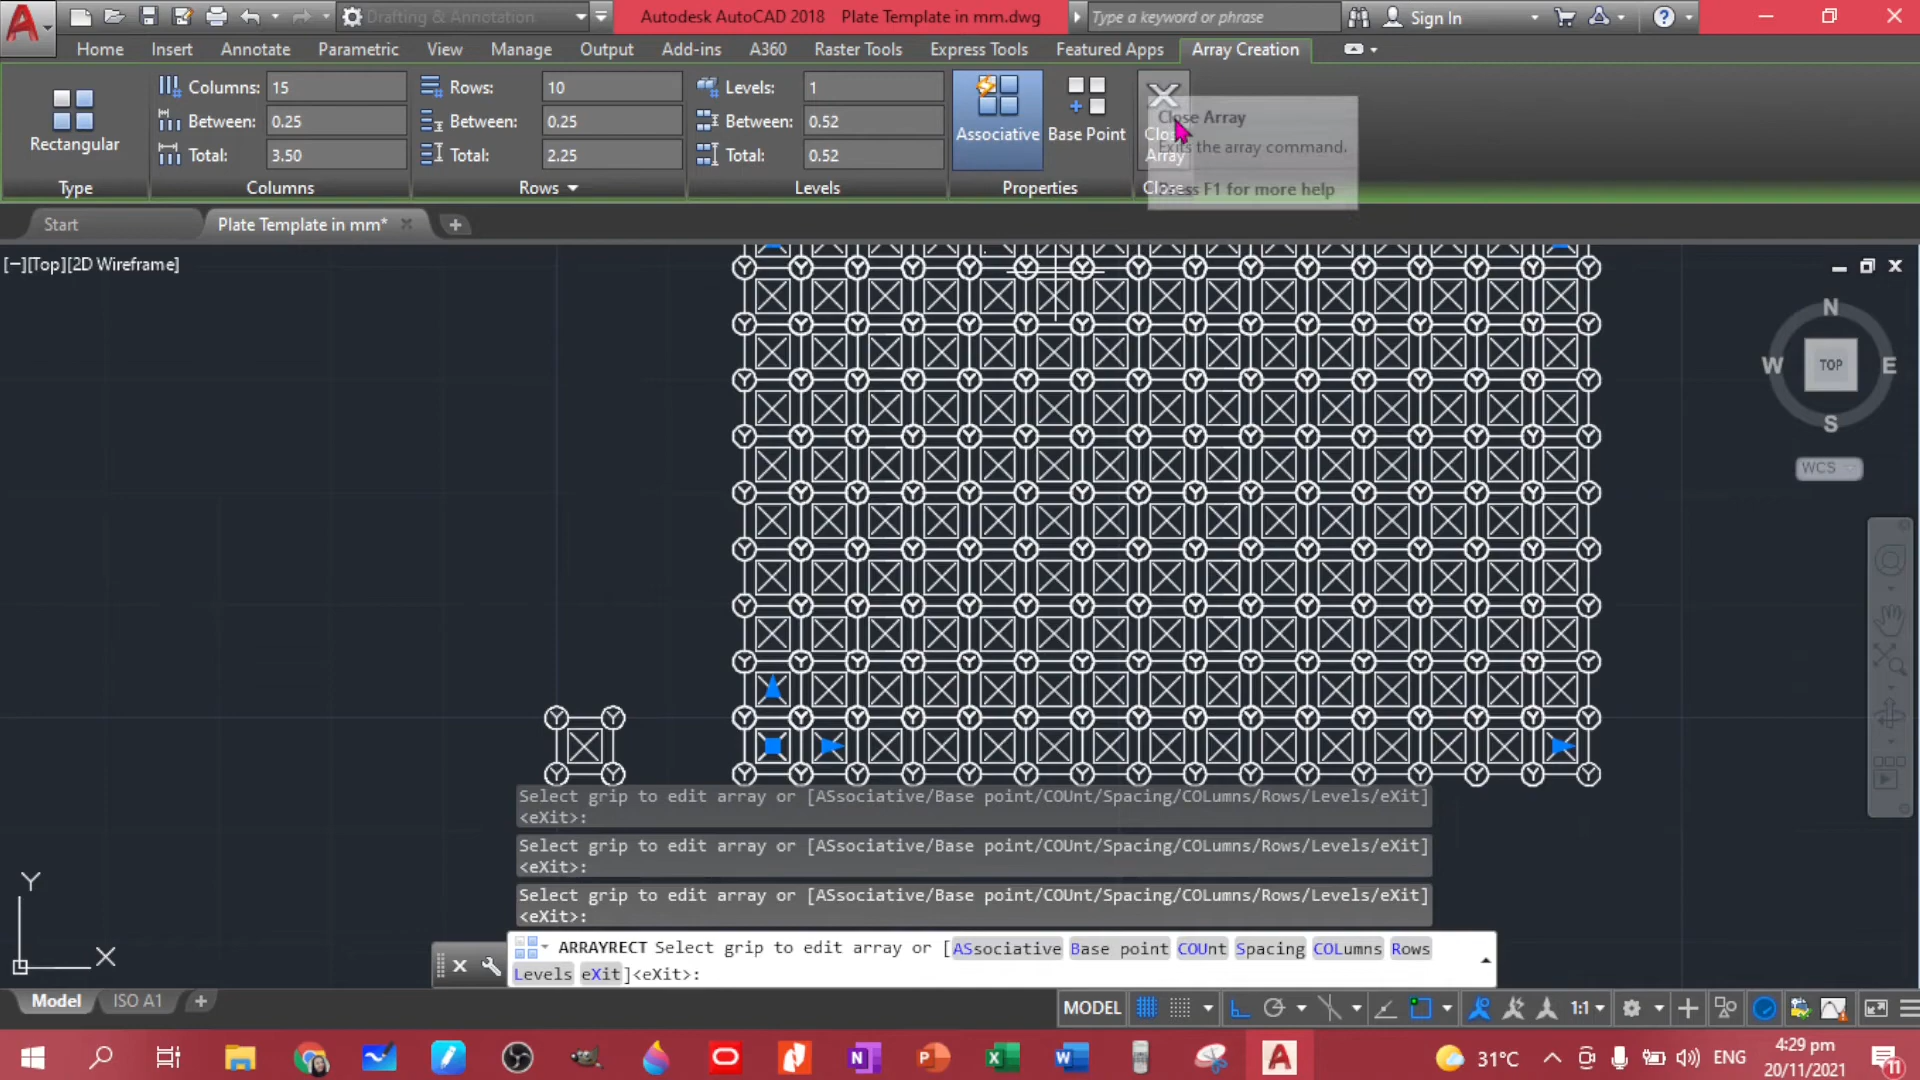 Drafting & Annotation
Autodesk AutoCAD 2018 Plate Template in mm.dwg
Type a keyword or phrase
Sign In
Home Insert Annotate Parametric View Manage Output Add-ins A360 Raster Tools Express Tools Featured Apps Array Creation
Columns: 15 Rows: 10 Levels: 1
Between: 0.25 Between: 0.25 Between: 0.52
Total: 3.50 Total: 2.25 Total: 0.52
Rectangular Associative Base Point
Type Columns Rows Levels Properties Close
Close Array
Exits the array command.
Press F1 for more help
Start Plate Template in mm*
[−][Top][2D Wireframe]
N
W TOP E
S
WCS
Select grip to edit array or [ASsociative/Base point/COUnt/Spacing/COLumns/Rows/Levels/eXit]
<eXit>:
Select grip to edit array or [ASsociative/Base point/COUnt/Spacing/COLumns/Rows/Levels/eXit]
<eXit>:
Select grip to edit array or [ASsociative/Base point/COUnt/Spacing/COLumns/Rows/Levels/eXit]
<eXit>:
ARRAYRECT Select grip to edit array or [ASsociative Base point COUnt Spacing COLumns Rows
Levels eXit]<eXit>:
Y
X
Model ISO A1
MODEL 1:1
31°C ENG 4:29 pm
20/11/2021
11